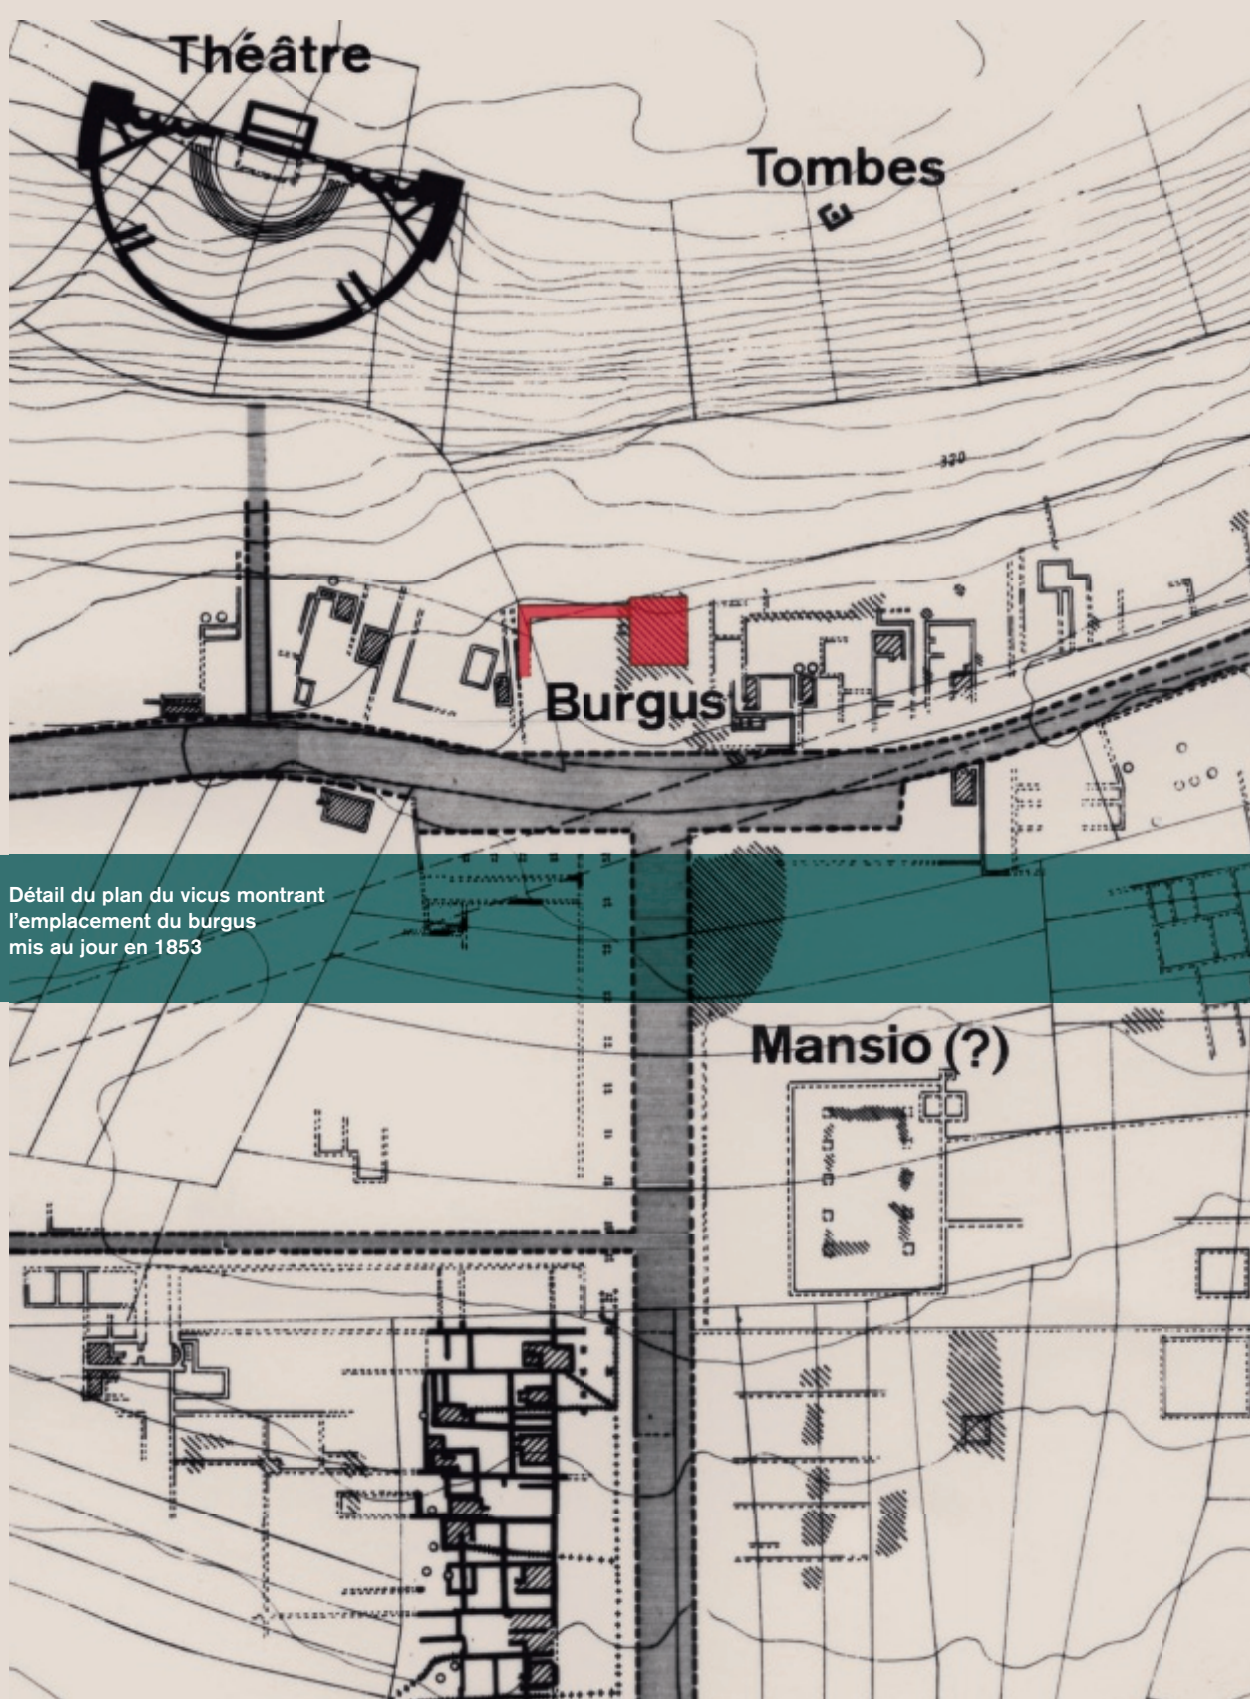 Théâtre
Tombes
320
Burgus
Détail du plan du vicus montrant
l'emplacement du burgus
mis au jour en 1853
Mansio (?)